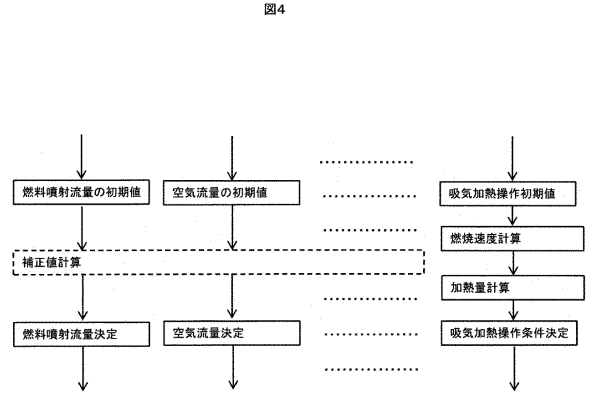 図4
燃料噴射流量の初期値
空気流量の初期値
吸気加熱操作初期値
燃焼速度計算
補正値計算
加熱量計算
燃料噴射流量決定
空気流量決定
吸気加熱操作条件決定